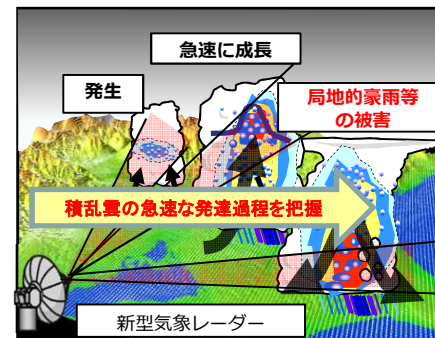 急速に成長
発生
局地的豪雨等
の被害
積乱雲の急速な発達過程を把握
新型気象レーダー